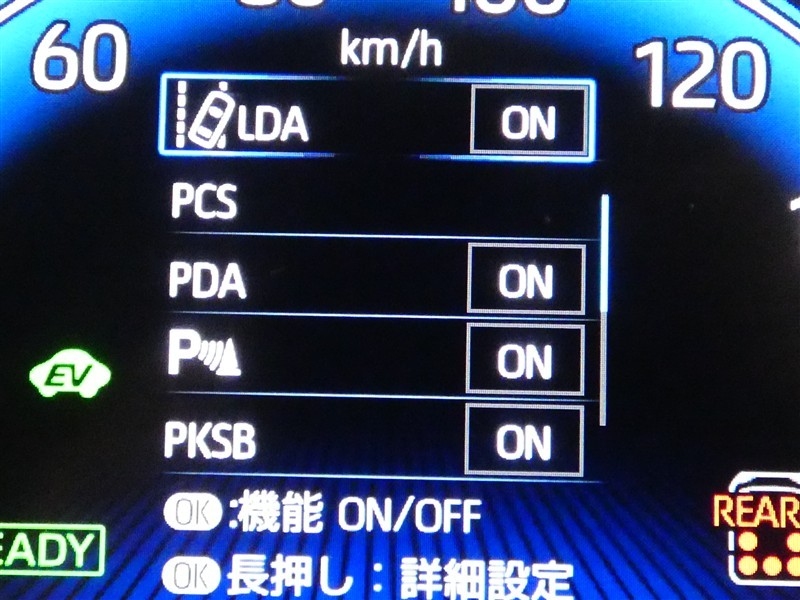 km/h
60
120
LDA ON
PCS
PDA ON
P ON
EV
PKSB ON
REAR
OK:機能 ON/OFF
EADY
OK長押し：詳細設定